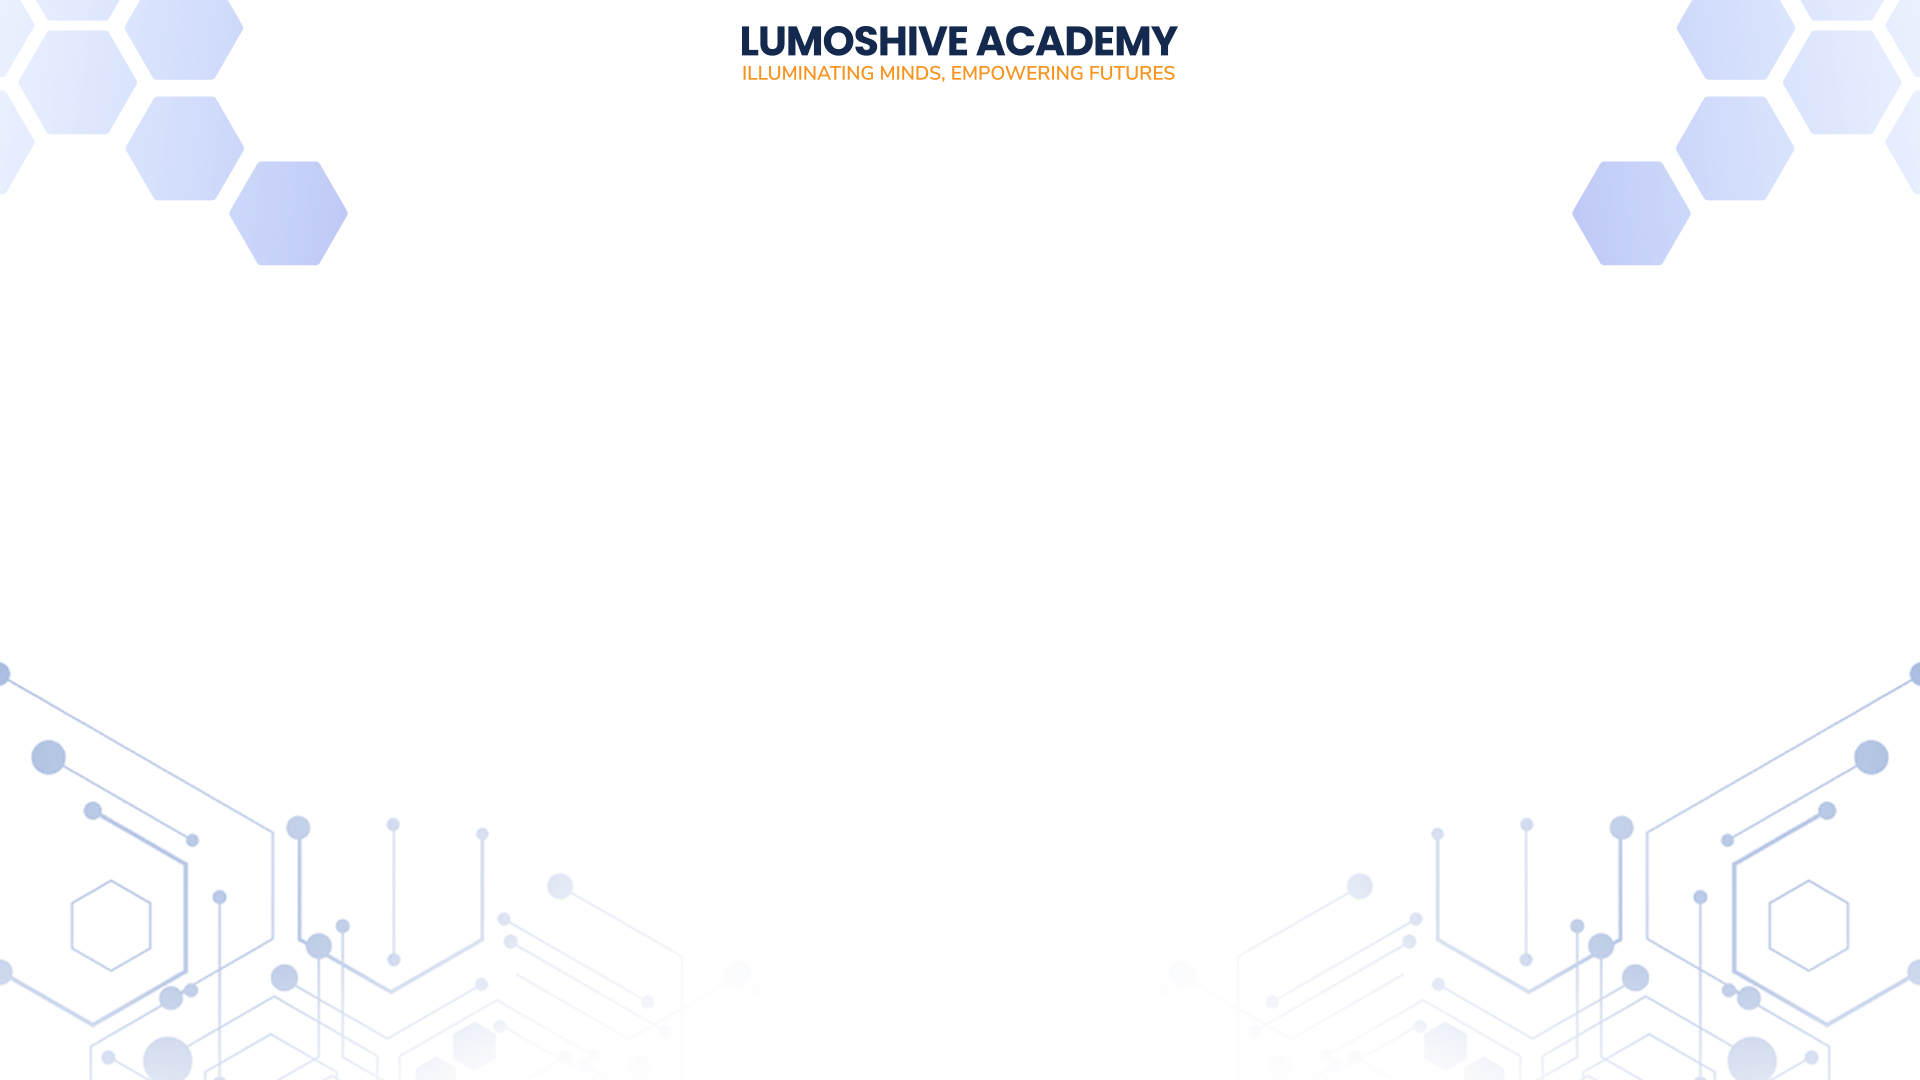 LUMOSHIVE ACADEMY
ILLUMINATING MINDS, EMPOWERING FUTURES